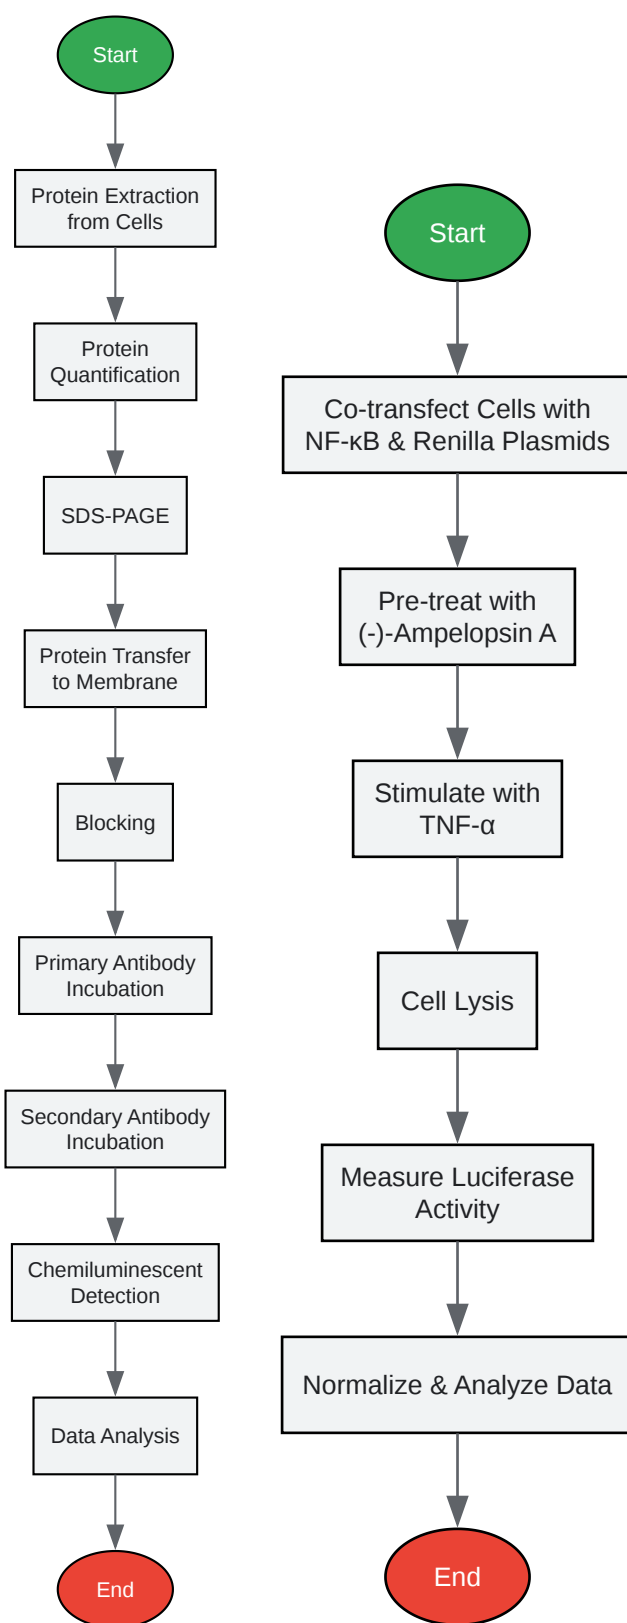 Start
Protein Extraction
from Cells
Protein
Quantification
SDS-PAGE
Protein Transfer
to Membrane
Blocking
Primary Antibody
Incubation
Secondary Antibody
Incubation
Chemiluminescent
Detection
Data Analysis
End
Start
Co-transfect Cells with
NF-κB & Renilla Plasmids
Pre-treat with
(-)-Ampelopsin A
Stimulate with
TNF-α
Cell Lysis
Measure Luciferase
Activity
Normalize & Analyze Data
End